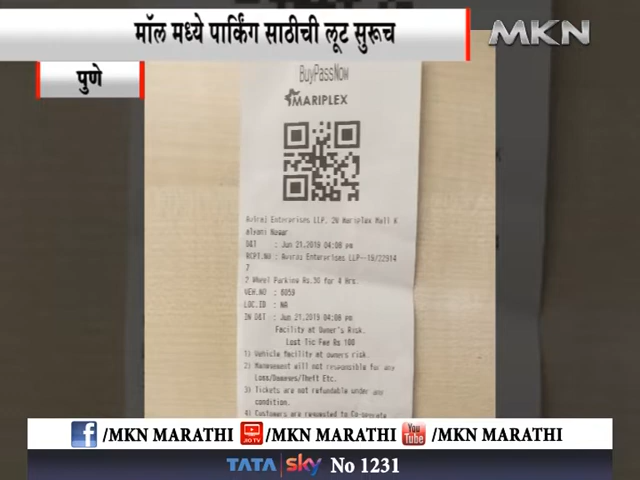 मॉल मध्ये पार्किंग साठीची लूट सुरूच
MKN
पुणे
BuyPassNow
MARIPLEX
Enterprises LLP, 20 Mariplex Mall K
alyani Nagar
D&T : Jun 21,2019 04:08 pm
RCPT.NO : Enterprises LLP--19/22914
7
2 Wheel Parking Rs.30 for 4 Hrs.
VEH.NO : 6059
LOC.ID : NA
IN D&T : Jun 21,2019 04:08 pm
Facility at Owner's Risk.
Lost Tic Fee Rs 100
1) Vehicle facility at owners risk.
2) Management will not responsible for any
Loss/Damages/Theft Etc.
3) Tickets are not refundable under any
condition.
4) Customers are requested to Co-operate
/MKN MARATHI /MKN MARATHI /MKN MARATHI
TATA sky No 1231